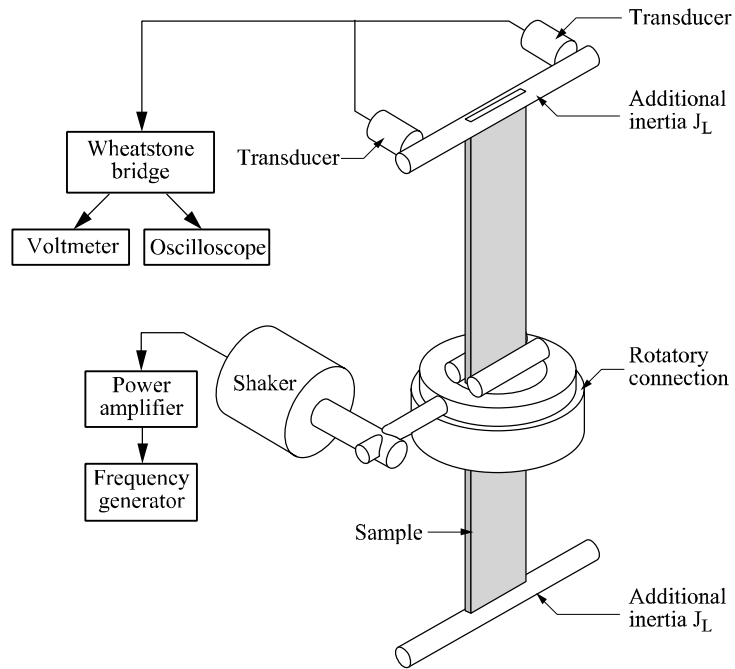 Transducer
Additional
inertia J_L
Transducer
Wheatstone
bridge
Voltmeter
Oscilloscope
Shaker
Rotatory
connection
Power
amplifier
Frequency
generator
Sample
Additional
inertia J_L